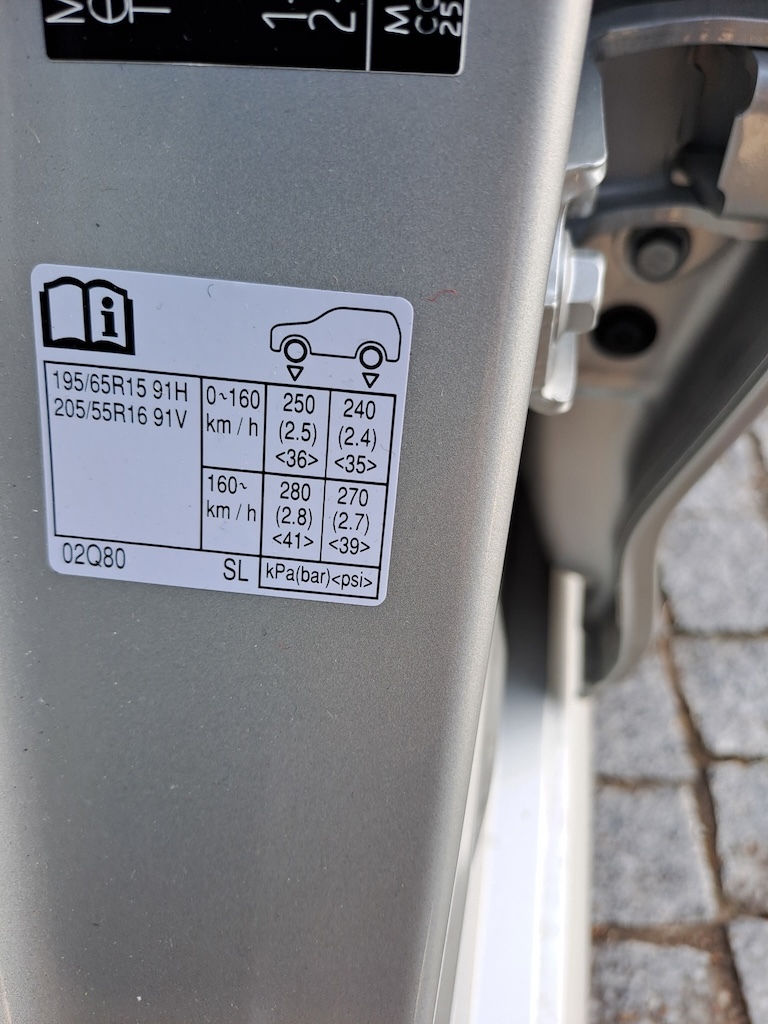 i
195/65R15 91H
205/55R16 91V
0~160
km / h
250
(2.5)
<36>
240
(2.4)
<35>
160~
km / h
280
(2.8)
<41>
270
(2.7)
<39>
02Q80
SL
kPa(bar)<psi>